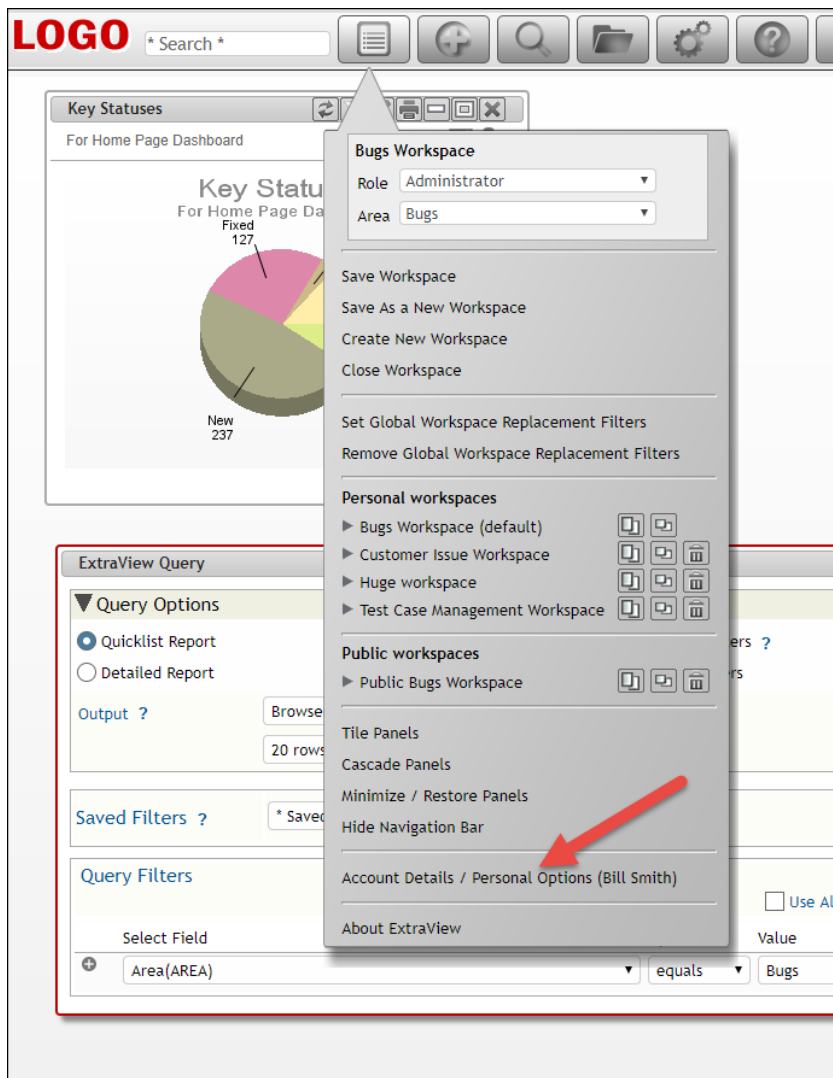 LOGO
* Search *
Key Statuses
For Home Page Dashboard
Key Statu
For Home Page Da
Fixed
127
New
237
Bugs Workspace
Role Administrator
Area Bugs
Save Workspace
Save As a New Workspace
Create New Workspace
Close Workspace
Set Global Workspace Replacement Filters
Remove Global Workspace Replacement Filters
Personal workspaces
Bugs Workspace (default)
Customer Issue Workspace
Huge workspace
Test Case Management Workspace
Public workspaces
Public Bugs Workspace
Tile Panels
Cascade Panels
Minimize / Restore Panels
Hide Navigation Bar
Account Details / Personal Options (Bill Smith)
About ExtraView
ExtraView Query
Query Options
Quicklist Report
ers ?
Detailed Report
rs
Output ? Browse
20 rows
Saved Filters ? * Saved
Query Filters
Use Al
Select Field Value
Area(AREA) equals Bugs